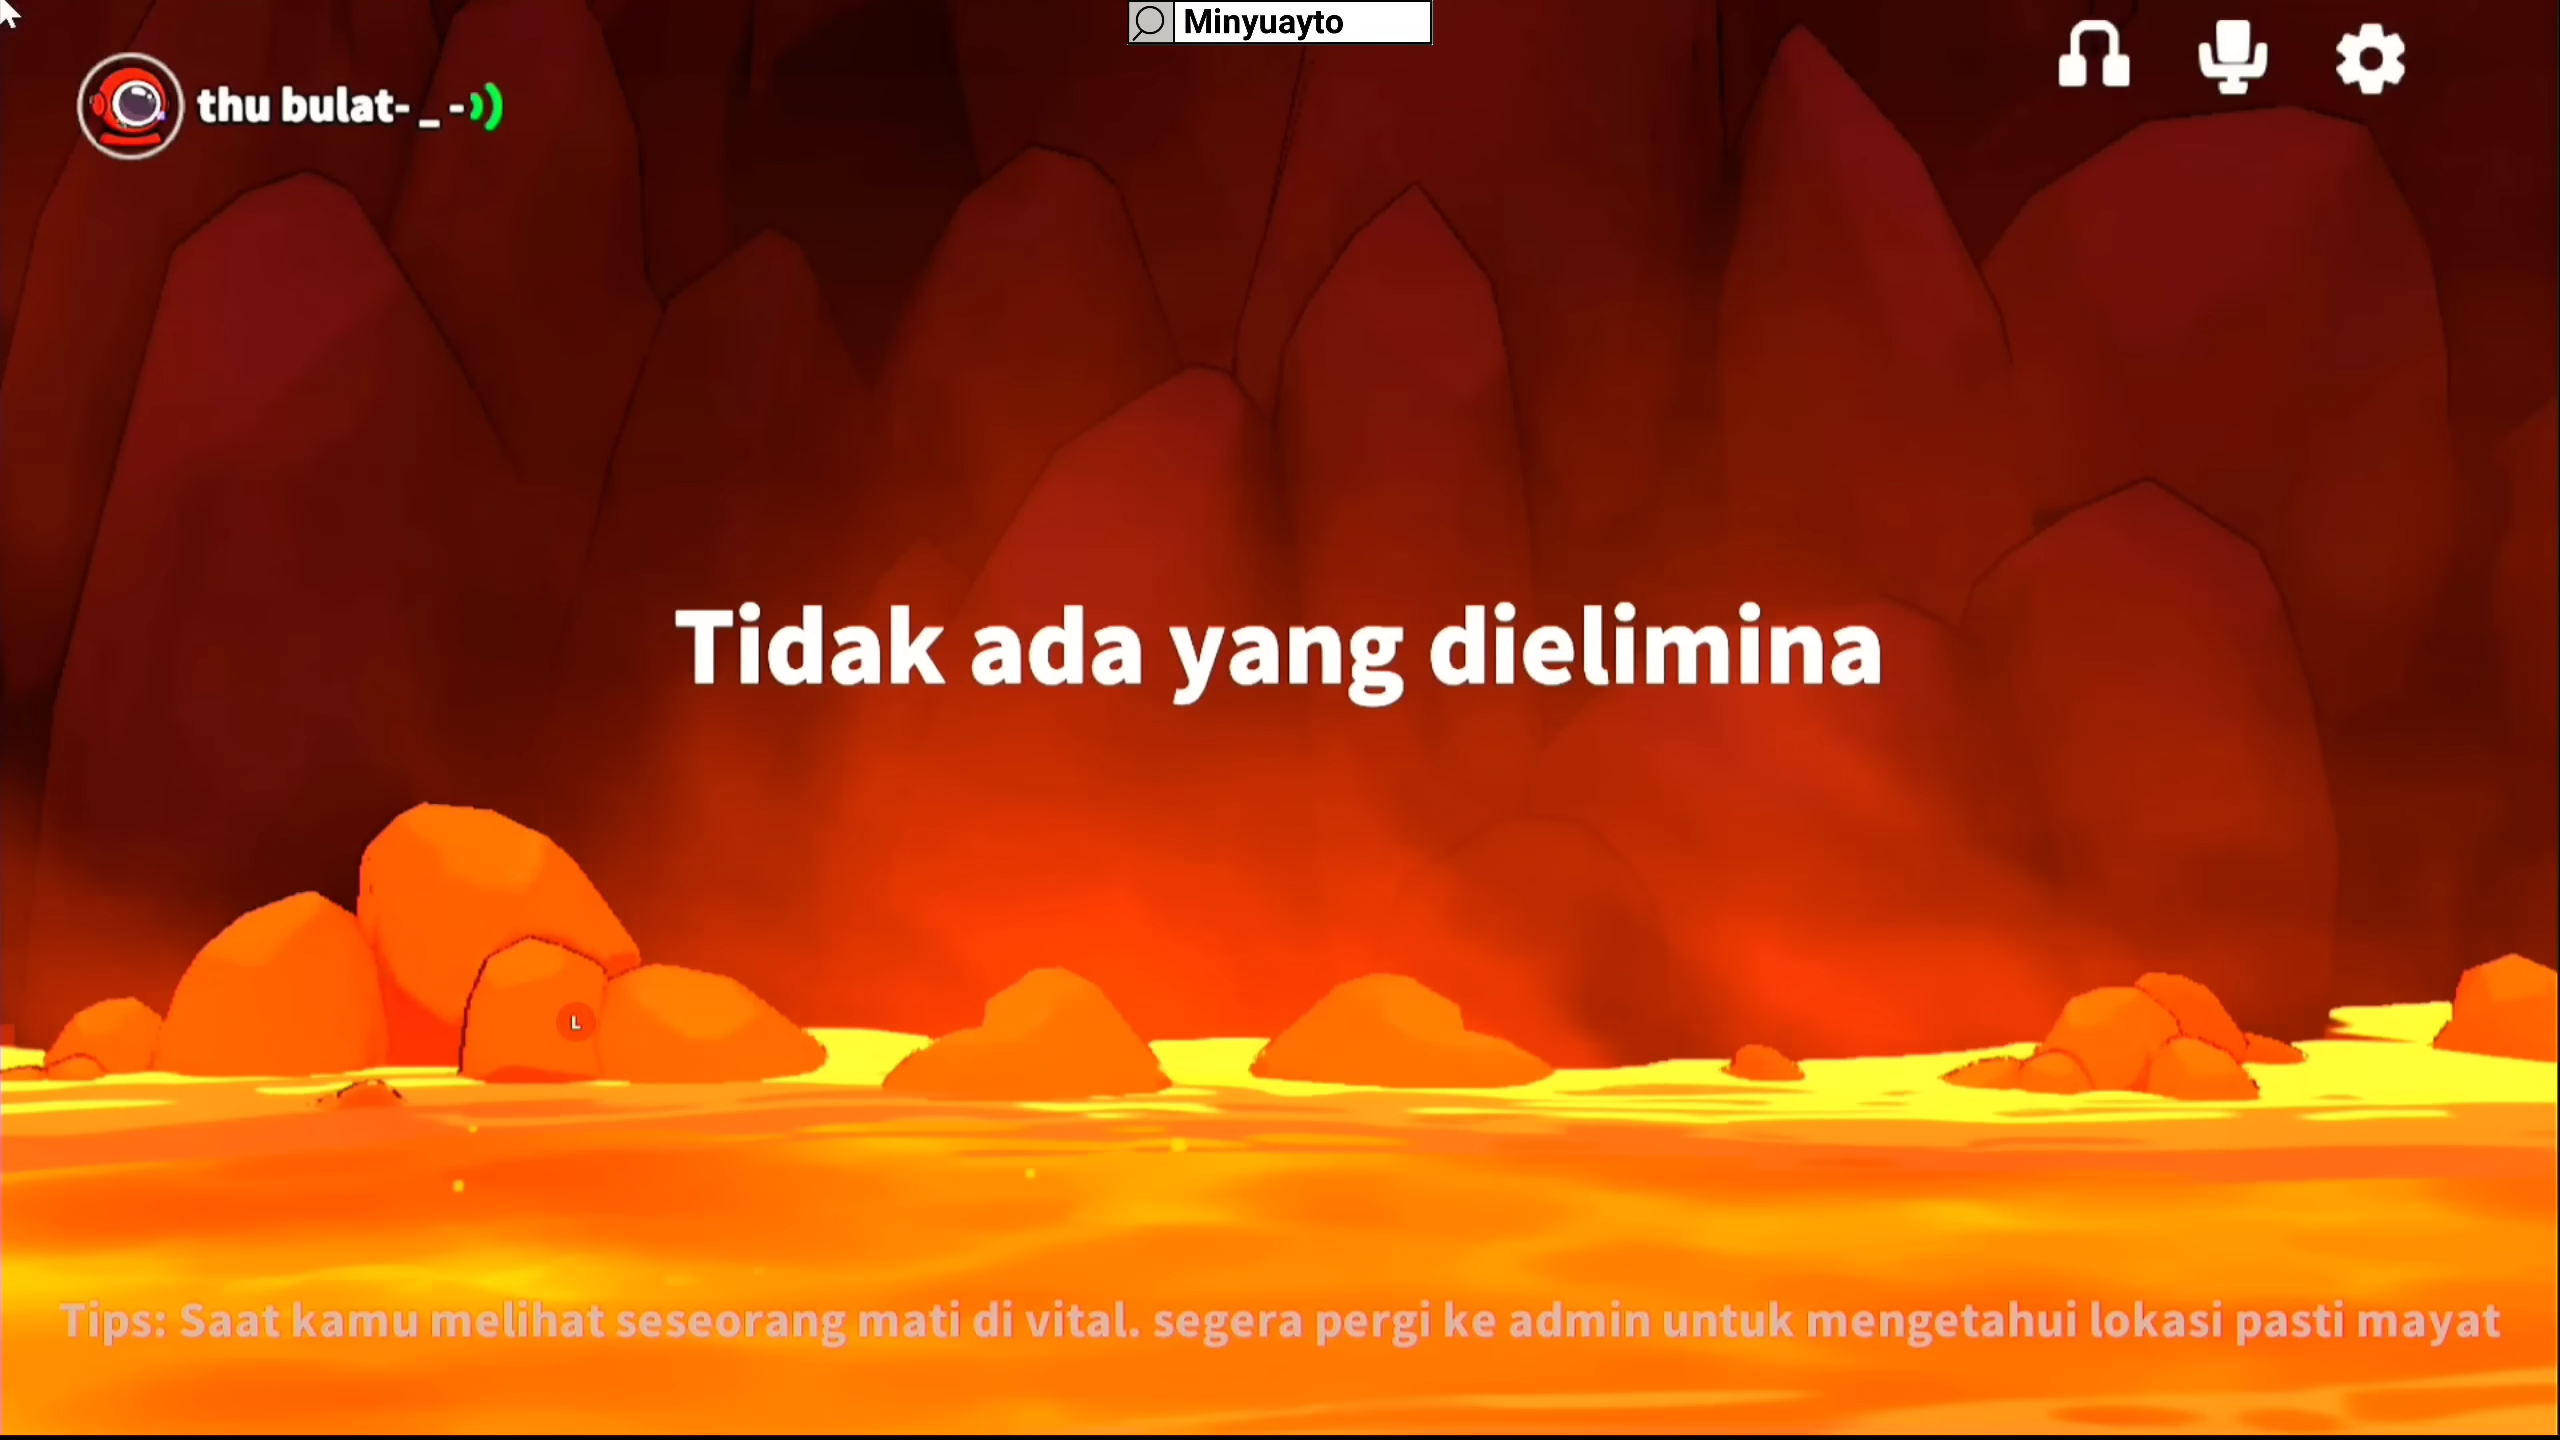 Minyuayto
thu bulat-_-
Tidak ada yang dielimina
L
Tips: Saat kamu melihat seseorang mati di vital. segera pergi ke admin untuk mengetahui lokasi pasti mayat